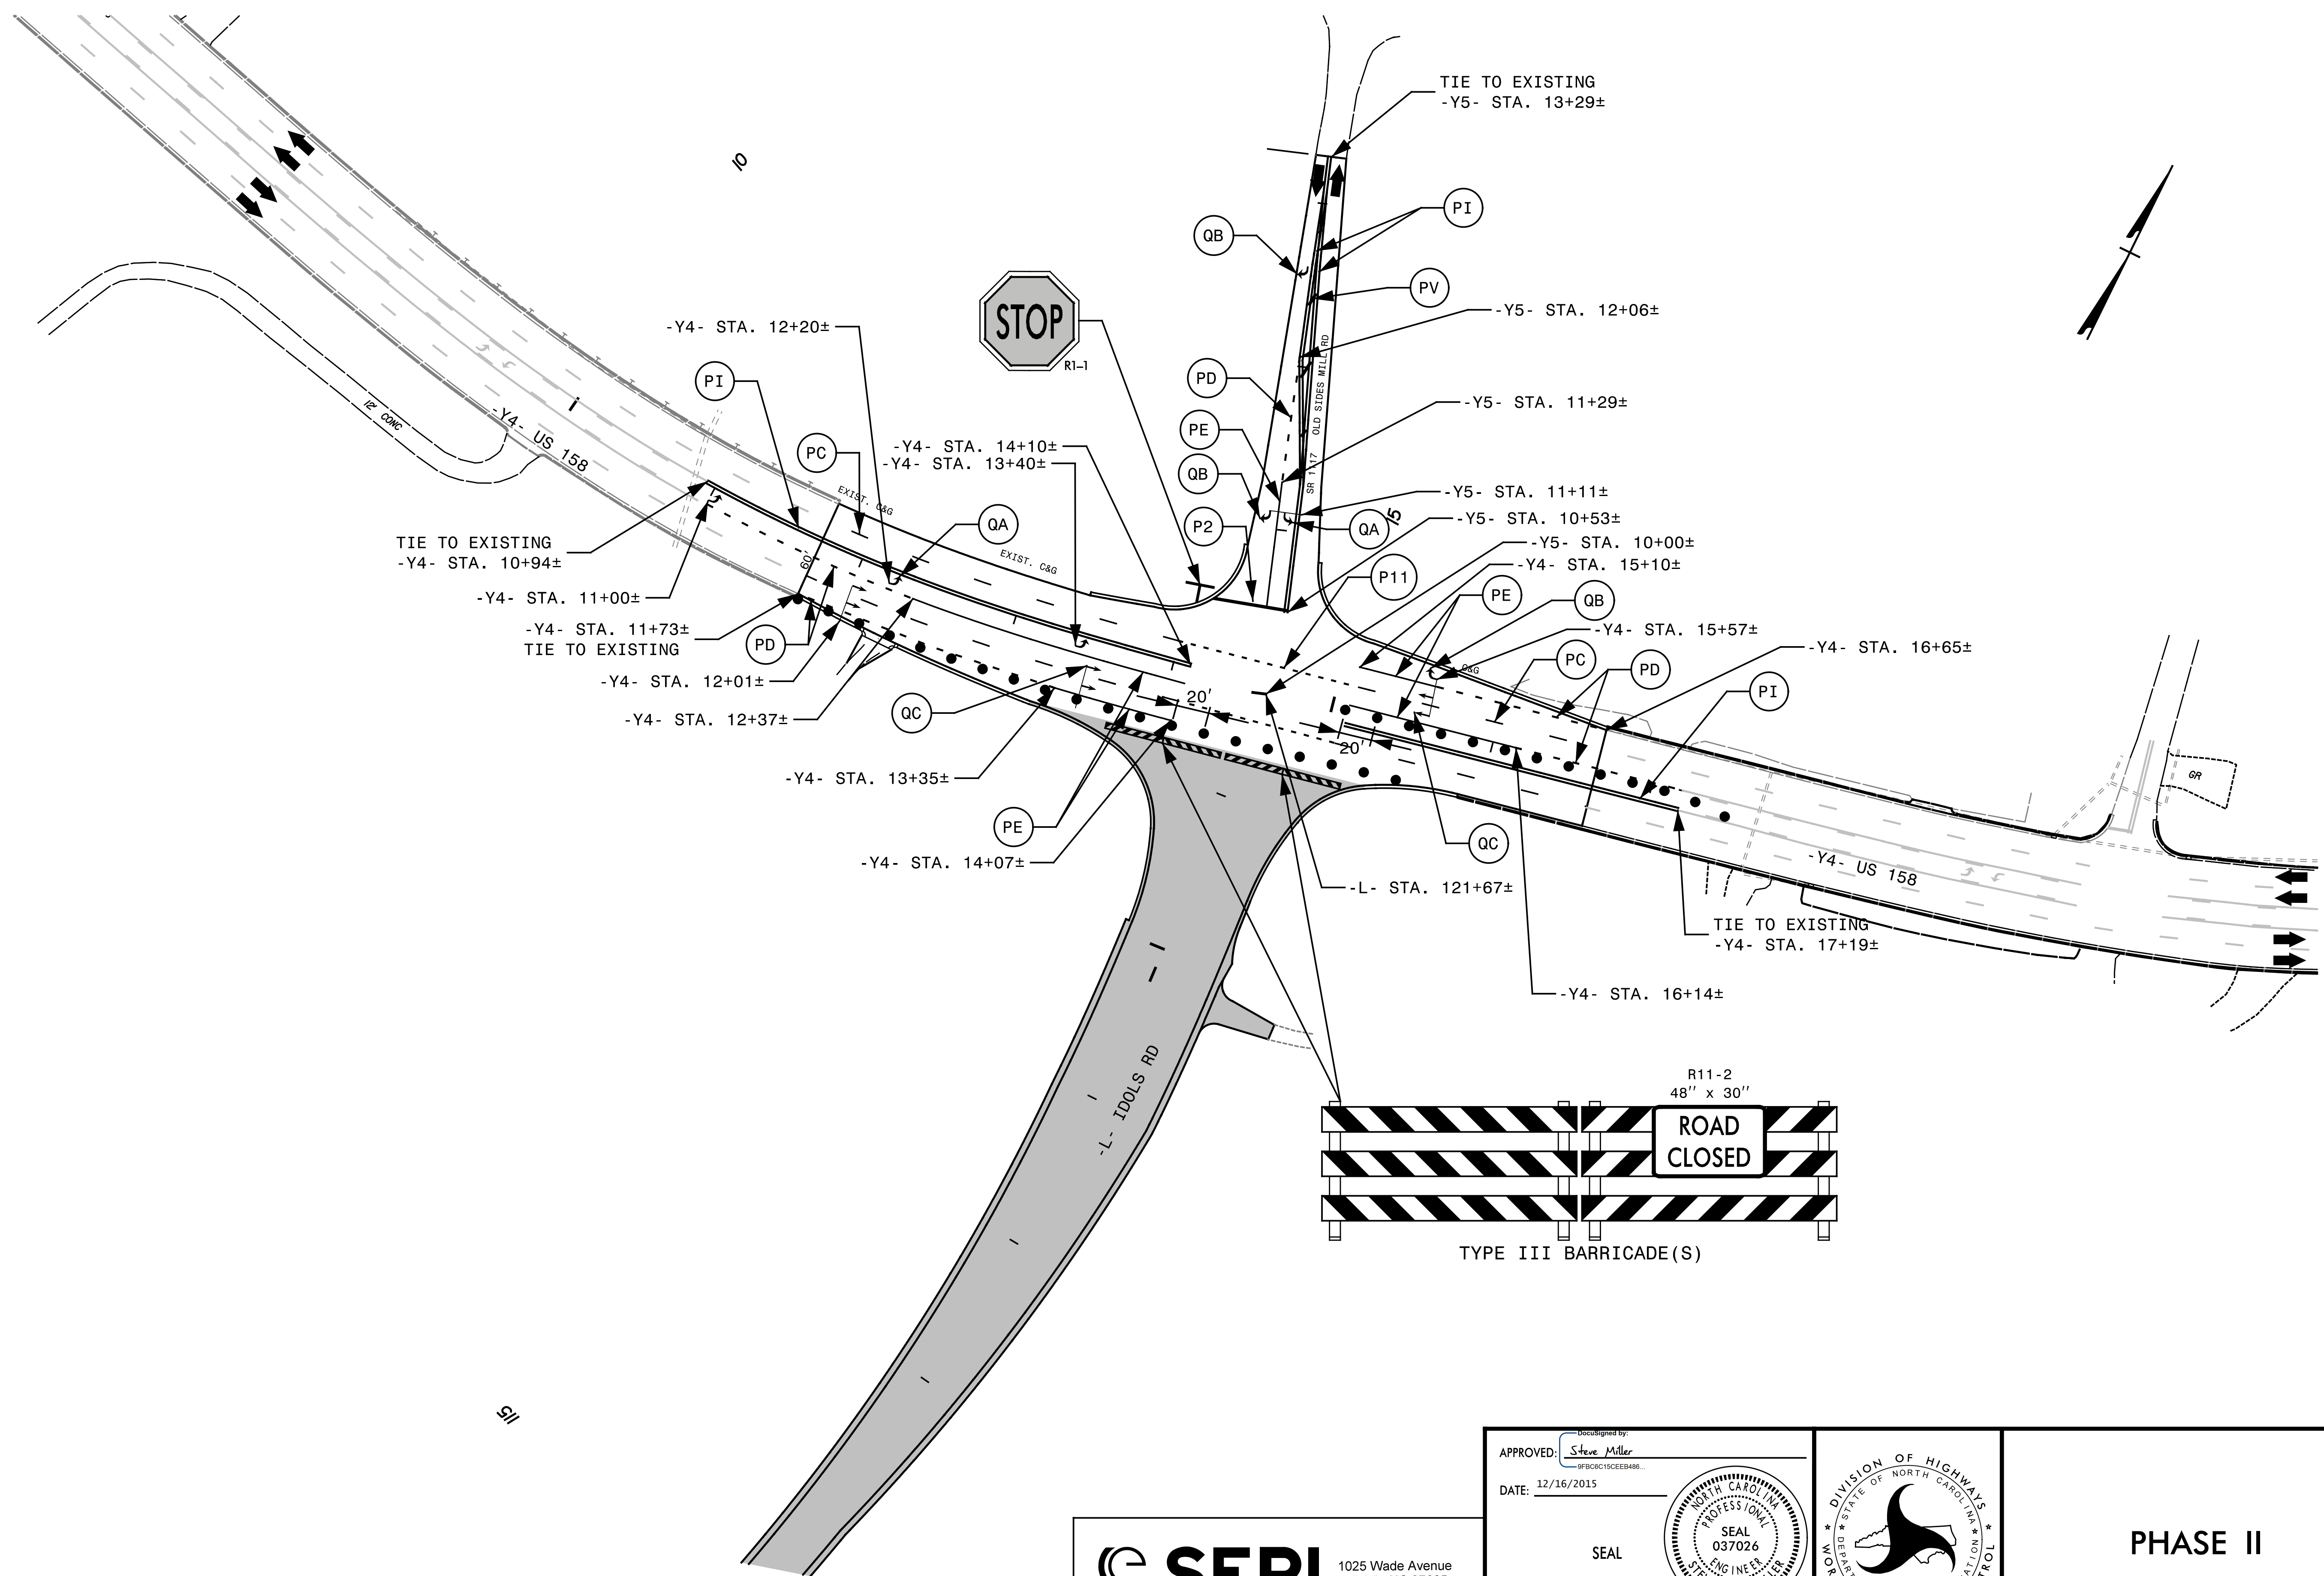 TIE TO EXISTING
-Y5- STA. 13+29±
10
PI
QB
STOP
R1-1
PV
-Y5- STA. 12+06±
-Y4- STA. 12+20±
PI
PD
OLD SIDES MILL RD
SR 1117
-Y5- STA. 11+29±
12' CONC
-Y4- US 158
PC
-Y4- STA. 14+10±
-Y4- STA. 13+40±
PE
QB
EXIST. C&G
-Y5- STA. 11+11±
QA
P2
QA
15
-Y5- STA. 10+53±
TIE TO EXISTING
-Y4- STA. 10+94±
60'
EXIST. C&G
-Y5- STA. 10+00±
-Y4- STA. 15+10±
P11
PE
QB
-Y4- STA. 11+00±
-Y4- STA. 11+73±
TIE TO EXISTING
PD
-Y4- STA. 15+57±
-Y4- STA. 16+65±
C&G
PC
PD
PI
-Y4- STA. 12+01±
-Y4- STA. 12+37±
QC
20'
20'
-Y4- STA. 13+35±
GR
PE
QC
-Y4- STA. 14+07±
-L- STA. 121+67±
-Y4- US 158
TIE TO EXISTING
-Y4- STA. 17+19±
-Y4- STA. 16+14±
-L- IDOLS RD
R11-2
48'' x 30''
ROAD
CLOSED
TYPE III BARRICADE(S)
115
DocuSigned by:
APPROVED: Steve Miller
9FBC6C15CEEB486...
DATE: 12/16/2015
SEAL
NORTH CAROLINA
PROFESSIONAL
SEAL
037026
ENGINEER
DIVISION OF HIGHWAYS
STATE OF NORTH CAROLINA
PHASE II
SEPI
1025 Wade Avenue